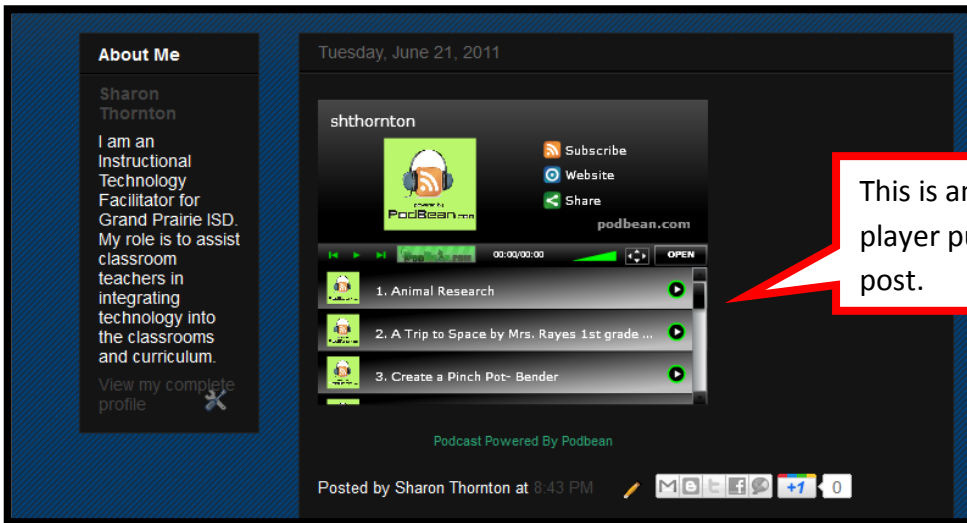 About Me
Sharon
Thornton
I am an
Instructional
Technology
Facilitator for
Grand Prairie ISD.
My role is to assist
classroom
teachers in
integrating
technology into
the classrooms
and curriculum.
View my complete
profile
Tuesday, June 21, 2011
shthornton
PodBean.com
Subscribe
Website
Share
podbean.com
00:00/00:00
OPEN
1. Animal Research
2. A Trip to Space by Mrs. Rayes 1st grade ...
3. Create a Pinch Pot- Bender
Podcast Powered By Podbean
Posted by Sharon Thornton at 8:43 PM
+1
0
This is
player
post.